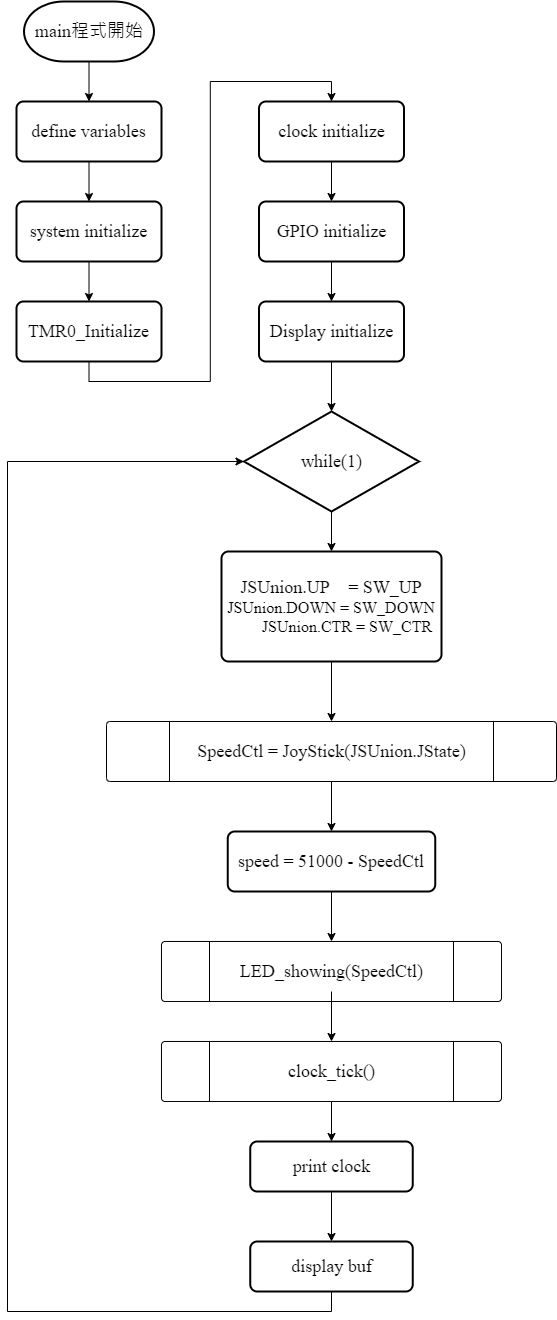 main程式開始
define variables
system initialize
TMR0_Initialize
clock initialize
GPIO initialize
Display initialize
while(1)
JSUnion.UP = SW_UP
JSUnion.DOWN = SW_DOWN
JSUnion.CTR = SW_CTR
SpeedCtl = JoyStick(JSUnion.JState)
speed = 51000 - SpeedCtl
LED_showing(SpeedCtl)
clock_tick()
print clock
display buf